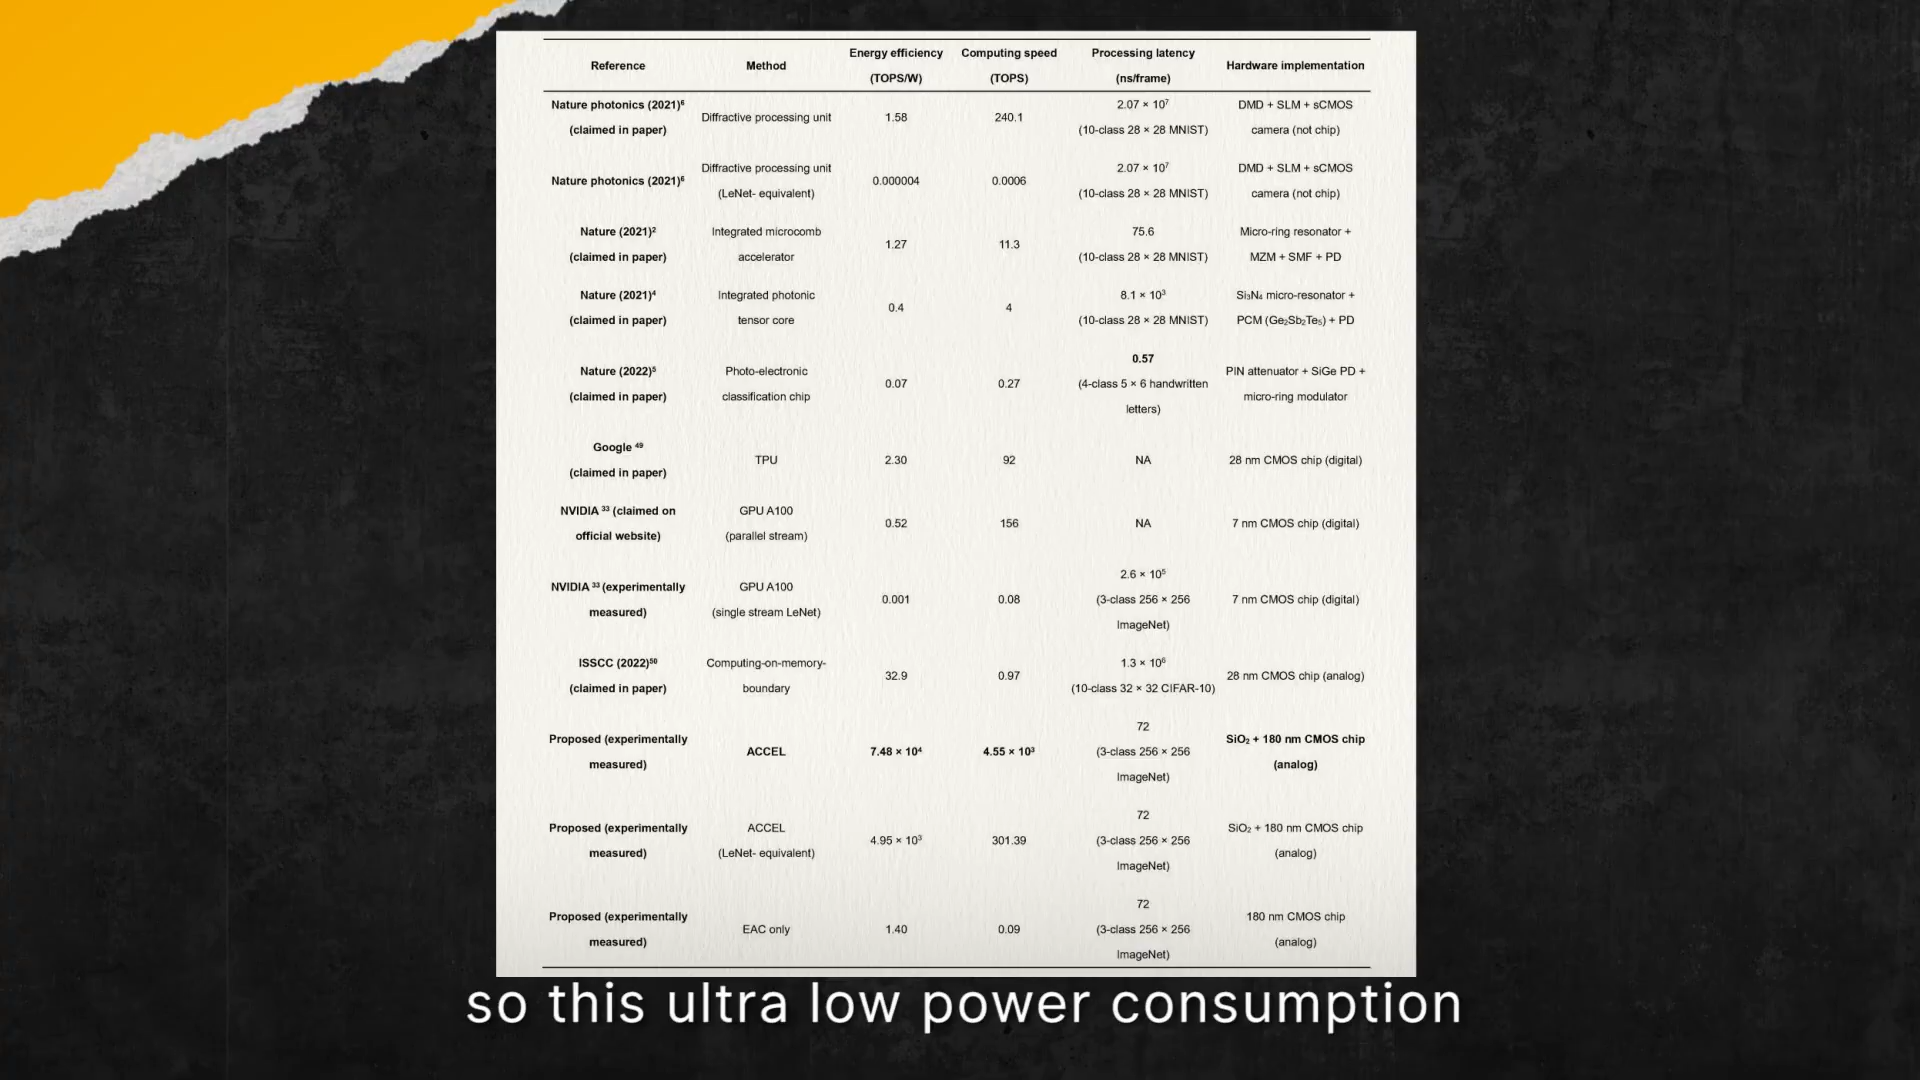 Reference Method Energy efficiency (TOPS/W) Computing speed (TOPS) Processing latency (ns/frame) Hardware implementation
Nature photonics (2021)⁶ (claimed in paper) Diffractive processing unit 1.58 240.1 2.07 × 10⁷ (10-class 28 × 28 MNIST) DMD + SLM + sCMOS camera (not chip)
Nature photonics (2021)⁶ Diffractive processing unit (LeNet- equivalent) 0.000004 0.0006 2.07 × 10⁷ (10-class 28 × 28 MNIST) DMD + SLM + sCMOS camera (not chip)
Nature (2021)² (claimed in paper) Integrated microcomb accelerator 1.27 11.3 75.6 (10-class 28 × 28 MNIST) Micro-ring resonator + MZM + SMF + PD
Nature (2021)⁴ (claimed in paper) Integrated photonic tensor core 0.4 4 8.1 × 10³ (10-class 28 × 28 MNIST) Si₃N₄ micro-resonator + PCM (Ge₂Sb₂Te₅) + PD
Nature (2022)⁵ (claimed in paper) Photo-electronic classification chip 0.07 0.27 0.57 (4-class 5 × 6 handwritten letters) PIN attenuator + SiGe PD + micro-ring modulator
Google ⁴⁹ (claimed in paper) TPU 2.30 92 NA 28 nm CMOS chip (digital)
NVIDIA ³³ (claimed on official website) GPU A100 (parallel stream) 0.52 156 NA 7 nm CMOS chip (digital)
NVIDIA ³³ (experimentally measured) GPU A100 (single stream LeNet) 0.001 0.08 2.6 × 10⁵ (3-class 256 × 256 ImageNet) 7 nm CMOS chip (digital)
ISSCC (2022)⁵⁰ (claimed in paper) Computing-on-memory-boundary 32.9 0.97 1.3 × 10⁶ (10-class 32 × 32 CIFAR-10) 28 nm CMOS chip (analog)
Proposed (experimentally measured) ACCEL 7.48 × 10⁴ 4.55 × 10³ 72 (3-class 256 × 256 ImageNet) SiO₂ + 180 nm CMOS chip (analog)
Proposed (experimentally measured) ACCEL (LeNet- equivalent) 4.95 × 10³ 301.39 72 (3-class 256 × 256 ImageNet) SiO₂ + 180 nm CMOS chip (analog)
Proposed (experimentally measured) EAC only 1.40 0.09 72 (3-class 256 × 256 ImageNet) 180 nm CMOS chip (analog)
so this ultra low power consumption